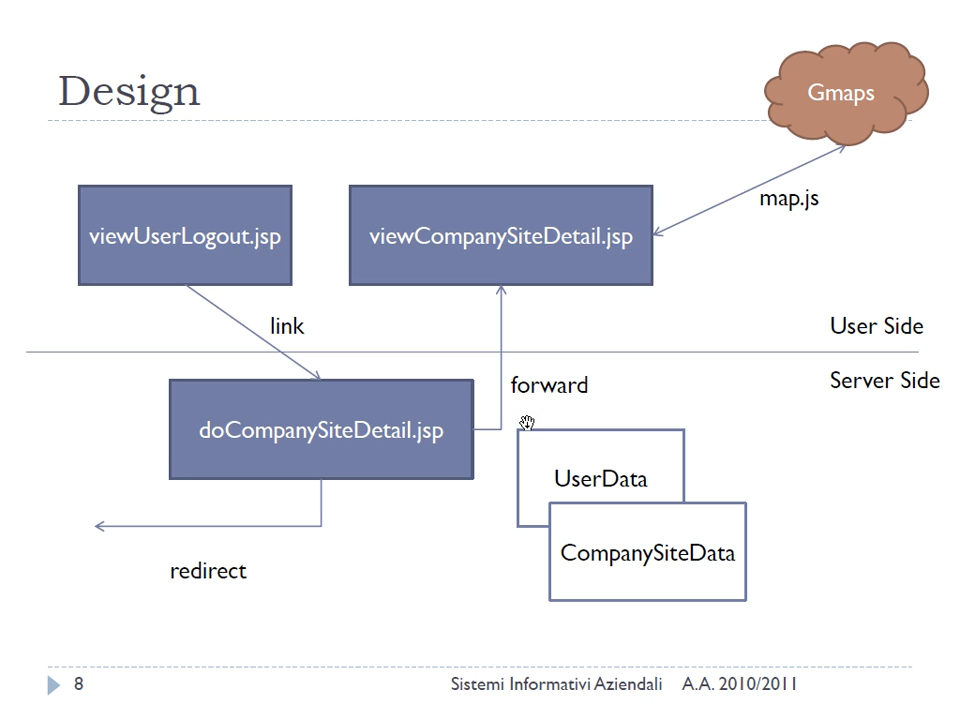 Design
Gmaps
viewUserLogout.jsp
viewCompanySiteDetail.jsp
map.js
link
User Side
Server Side
forward
doCompanySiteDetail.jsp
UserData
CompanySiteData
redirect
8
Sistemi Informativi Aziendali A.A. 2010/2011